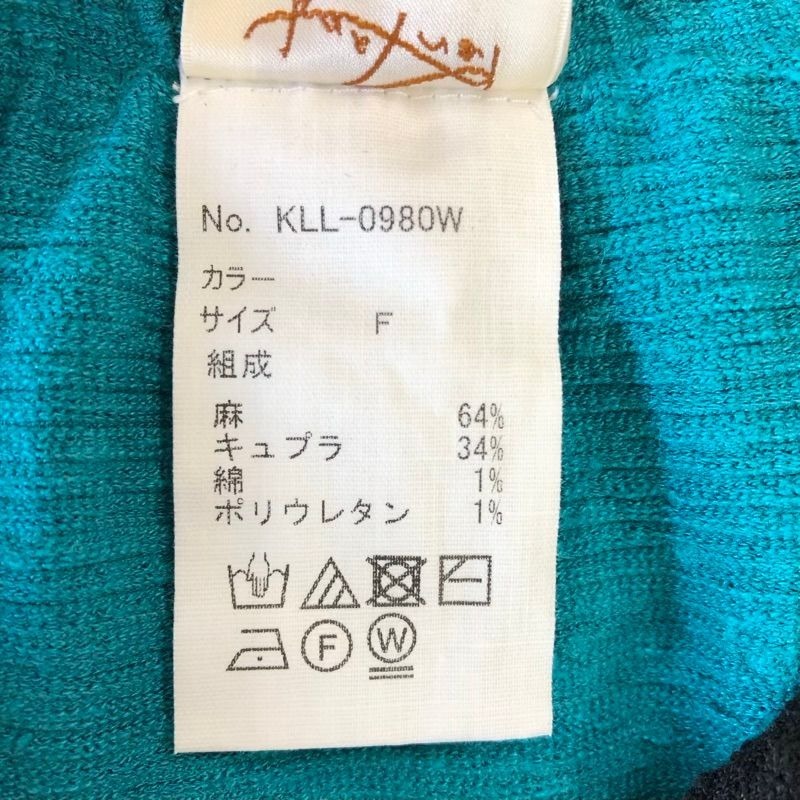 No. KLL-0980W
カラー
サイズ F
組成
麻 64%
キュプラ 34%
綿 1%
ポリウレタン 1%
F W